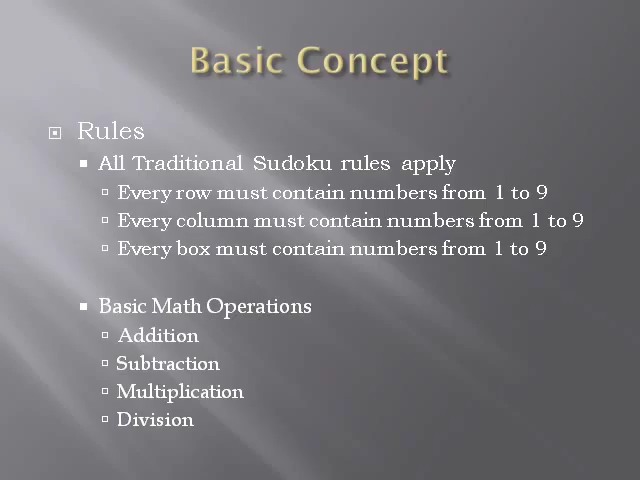 Basic Concept
Rules
All Traditional Sudoku rules apply
Every row must contain numbers from 1 to 9
Every column must contain numbers from 1 to 9
Every box must contain numbers from 1 to 9
Basic Math Operations
Addition
Subtraction
Multiplication
Division